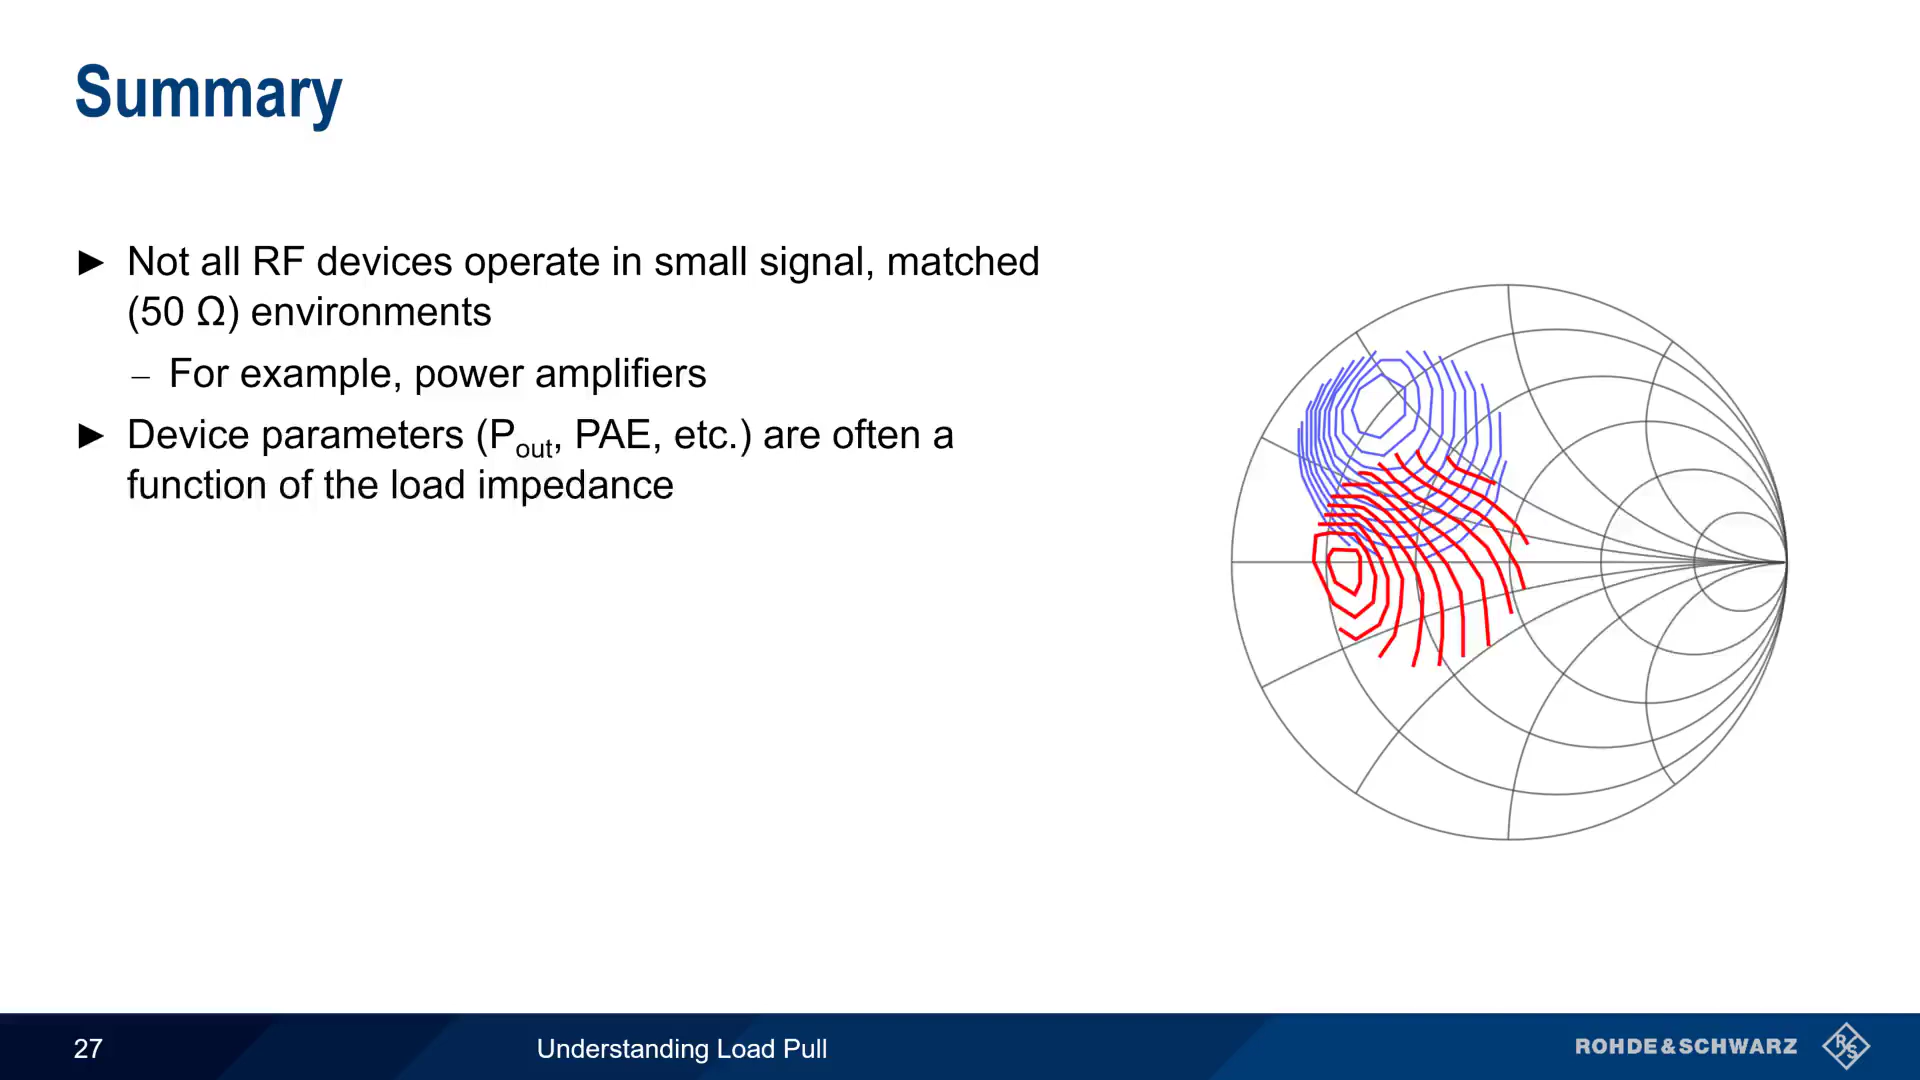 Summary
► Not all RF devices operate in small signal, matched
(50 Ω) environments
– For example, power amplifiers
► Device parameters (Pout, PAE, etc.) are often a
function of the load impedance
27
Understanding Load Pull
ROHDE&SCHWARZ
R S